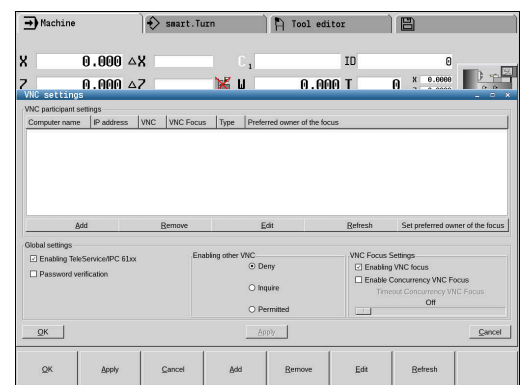 Machine smart.Turn Tool editor
X 0.000 ΔX C 1 ID 0
Z 0.000 ΔZ W 0.000 T 0 X 0.0000
VNC settings
VNC participant settings
Computer name IP address VNC VNC Focus Type Preferred owner of the focus
Add Remove Edit Refresh Set preferred owner of the focus
Global settings
Enabling TeleService/IPC 61xx
Password verification
Enabling other VNC
Deny
Inquire
Permitted
VNC Focus Settings
Enabling VNC focus
Enable Concurrency VNC Focus
Timeout Concurrency VNC Focus
Off
OK Apply Cancel
OK Apply Cancel Add Remove Edit Refresh